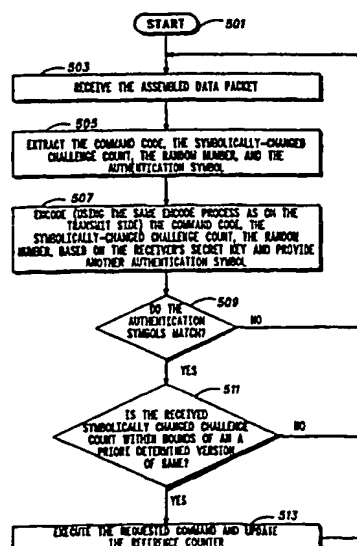 START
501
503
RECEIVE THE ASSEMBLED DATA PACKET
505
EXTRACT THE COMMAND CODE, THE SYMBOLICALLY-CHANGED
CHALLENGE COUNT, THE RANDOM NUMBER, AND THE
AUTHENTICATION SYMBOL
507
ENCODE (USING THE SAME ENCODE PROCESS AS ON THE
TRANSMIT SIDE) THE COMMAND CODE, THE
SYMBOLICALLY-CHANGED CHALLENGE COUNT, THE RANDOM
NUMBER, BASED ON THE RECEIVER'S SECRET KEY AND PROVIDE
ANOTHER AUTHENTICATION SYMBOL
509
DO THE
AUTHENTICATION
SYMBOLS MATCH?
NO
YES
511
IS THE RECEIVED
SYMBOLICALLY CHANGED CHALLENGE
COUNT WITHIN BOUNDS OF AN A
PRIORE DETERMINED VERSION
OF SAME?
NO
YES
513
EXECUTE THE REQUESTED COMMAND AND UPDATE
THE REFERENCE COUNTER